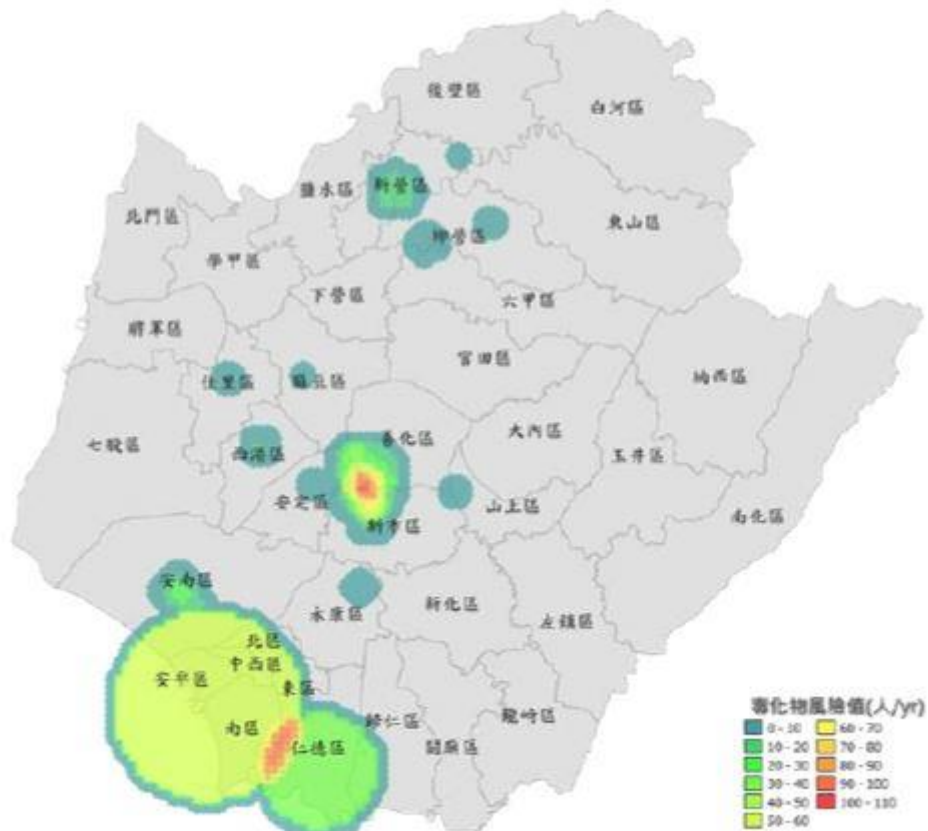 後壁區
白河區
新營區
鹽水區
北門區
東山區
柳營區
學甲區
下營區
六甲區
將軍區
官田區
楠西區
佳里區
麻豆區
七股區
西港區
善化區
大內區
玉井區
安定區
山上區
南化區
新市區
安南區
永康區
新化區
左鎮區
北區
中西區
安平區
東區
南區
仁德區
歸仁區
關廟區
龍崎區
毒化物風險值(人/yr)
0 - 10
10 - 20
20 - 30
30 - 40
40 - 50
50 - 60
60 - 70
70 - 80
80 - 90
90 - 100
100 - 110